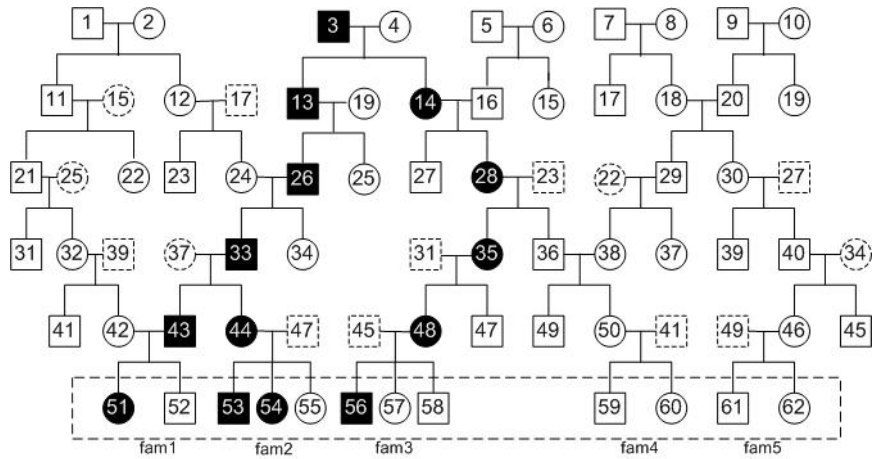 1 2 3 4 5 6 7 8 9 10
11 15 12 17 13 19 14 16 15 17 18 20 19
21 25 22 23 24 26 25 27 28 23 22 29 30 27
31 32 39 37 33 34 31 35 36 38 37 39 40 34
41 42 43 44 47 45 48 47 49 50 41 49 46 45
51 52 53 54 55 56 57 58 59 60 61 62
fam1 fam2 fam3 fam4 fam5